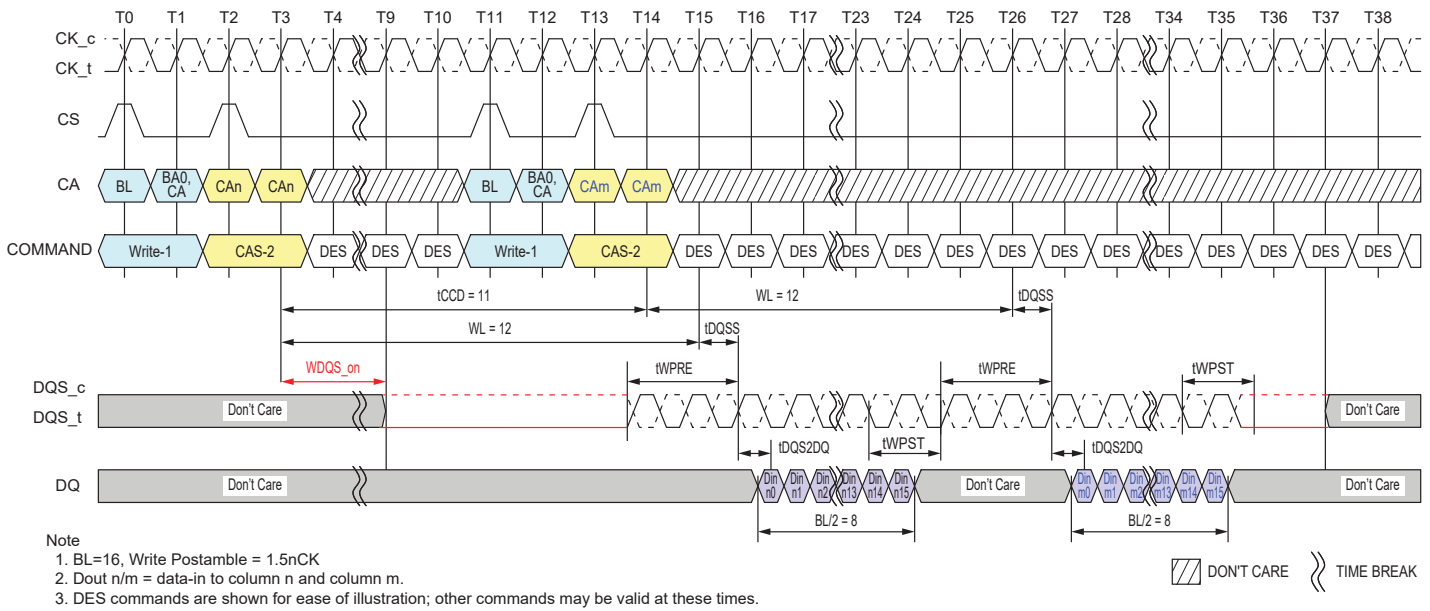 T0 T1 T2 T3 T4 T9 T10 T11 T12 T13 T14 T15 T16 T17 T23 T24 T25 T26 T27 T28 T34 T35 T36 T37 T38
CK_c
CK_t
CS
CA BL BA0, CA CAn CAn BL BA0, CA CAm CAm
COMMAND Write-1 CAS-2 DES DES DES Write-1 CAS-2 DES DES DES DES DES DES DES DES DES DES DES DES DES DES
tCCD = 11 WL = 12 tDQSS
WL = 12 tDQSS
WDQS_on tWPRE tWPRE tWPST
DQS_c
DQS_t Don't Care Don't Care
tDQS2DQ tWPST tDQS2DQ
DQ Don't Care Din n0 Din n1 Din n2 Din n13 Din n14 Din n15 Don't Care Din m0 Din m1 Din m2 Din m13 Din m14 Din m15 Don't Care
BL/2 = 8 BL/2 = 8
Note
1. BL=16, Write Postamble = 1.5nCK
2. Dout n/m = data-in to column n and column m.
3. DES commands are shown for ease of illustration; other commands may be valid at these times.
DON'T CARE TIME BREAK